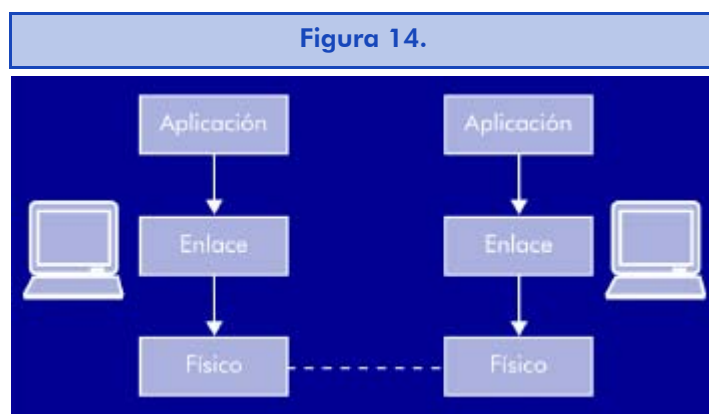 Figura 14.
Aplicación Aplicación
Enlace Enlace
Físico Físico